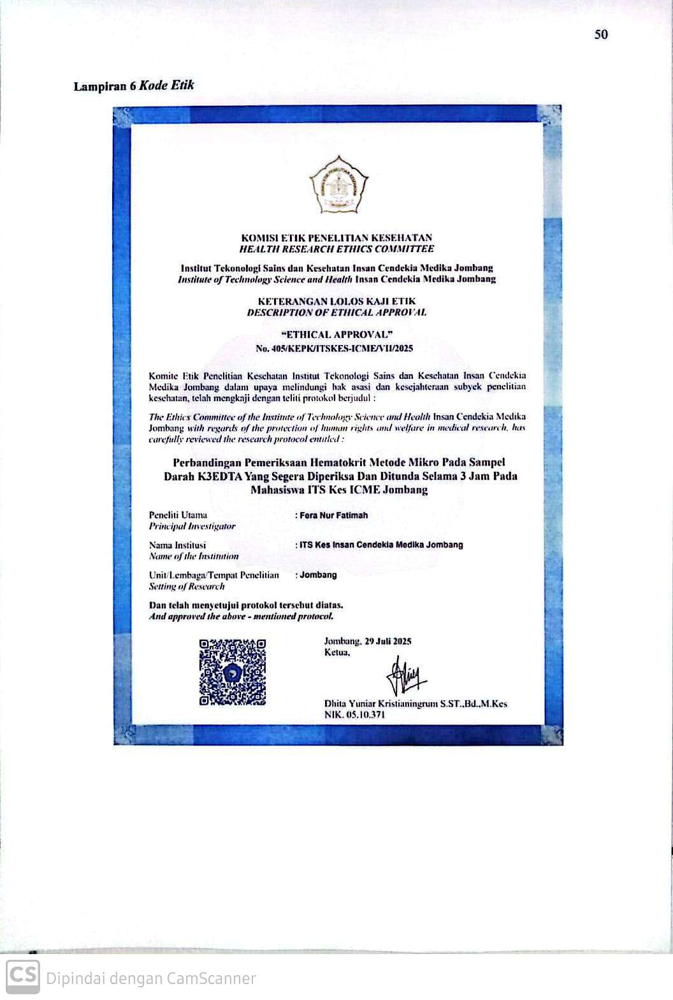 50
Lampiran 6 Kode Etik
KOMISI ETIK PENELITIAN KESEHATAN
HEALTH RESEARCH ETHICS COMMITTEE
Institut Tekonologi Sains dan Kesehatan Insan Cendekia Medika Jombang
Institute of Technology Science and Health Insan Cendekia Medika Jombang
KETERANGAN LOLOS KAJI ETIK
DESCRIPTION OF ETHICAL APPROVAL
“ETHICAL APPROVAL”
No. 405/KEPK/ITSKES-ICME/VII/2025
Komite Etik Penelitian Kesehatan Institut Tekonologi Sains dan Kesehatan Insan Cendekia
Medika Jombang dalam upaya melindungi hak asasi dan kesejahteraan subyek penelitian
kesehatan, telah mengkaji dengan teliti protokol berjudul :
The Ethics Committee of the Institute of Technology Science and Health Insan Cendekia Medika
Jombang with regards of the protection of human rights and welfare in medical research, has
carefully reviewed the research protocol entitled :
Perbandingan Pemeriksaan Hematokrit Metode Mikro Pada Sampel
Darah K3EDTA Yang Segera Diperiksa Dan Ditunda Selama 3 Jam Pada
Mahasiswa ITS Kes ICME Jombang
Peneliti Utama : Fera Nur Fatimah
Principal Investigator
Nama Institusi : ITS Kes Insan Cendekia Medika Jombang
Name of the Institution
Unit/Lembaga/Tempat Penelitian : Jombang
Setting of Research
Dan telah menyetujui protokol tersebut diatas.
And approved the above - mentioned protocol.
Jombang, 29 Juli 2025
Ketua,
Dhita Yuniar Kristianingrum S.ST.,Bd.,M.Kes
NIK. 05.10.371
CS Dipindai dengan CamScanner